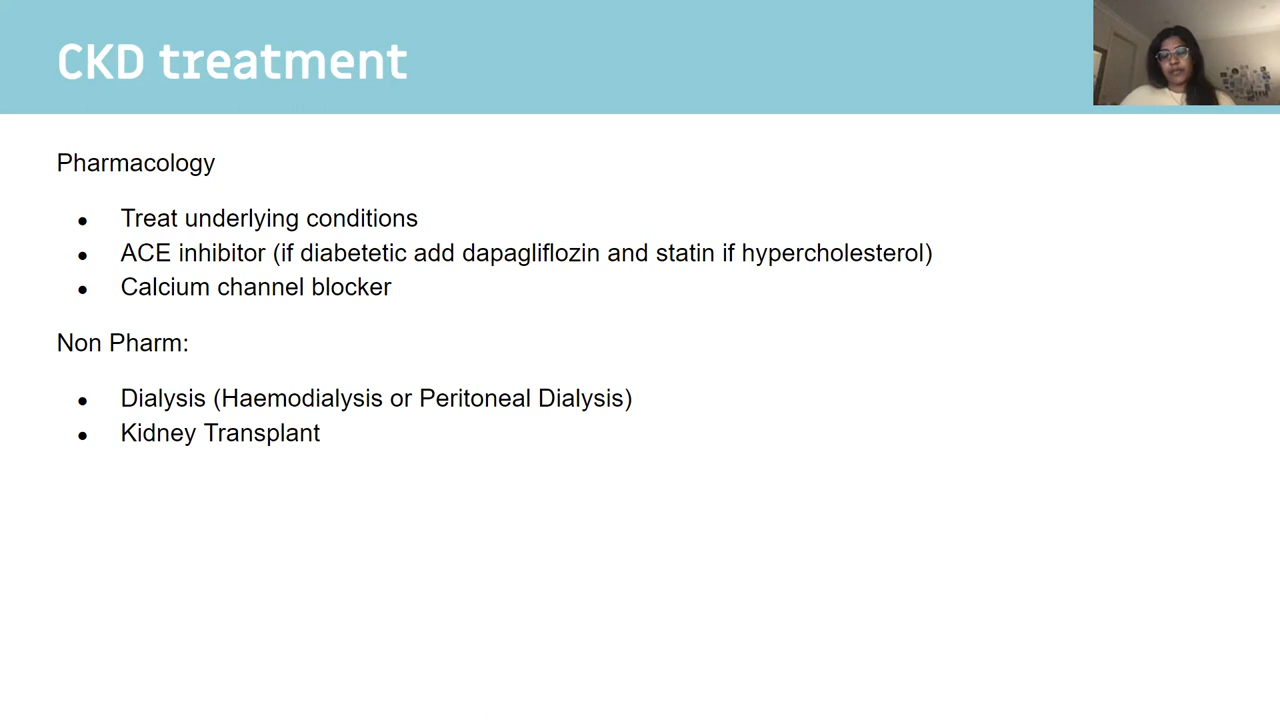 CKD treatment
Pharmacology
● Treat underlying conditions
● ACE inhibitor (if diabetetic add dapagliflozin and statin if hypercholesterol)
● Calcium channel blocker
Non Pharm:
● Dialysis (Haemodialysis or Peritoneal Dialysis)
● Kidney Transplant